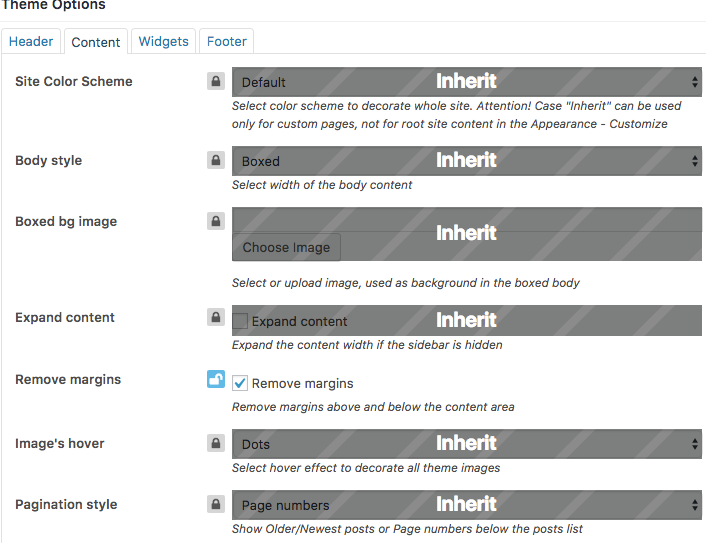 Theme Options
Header Content Widgets Footer
Site Color Scheme Default Inherit
Select color scheme to decorate whole site. Attention! Case "Inherit" can be used
only for custom pages, not for root site content in the Appearance - Customize
Body style Boxed Inherit
Select width of the body content
Boxed bg image Inherit
Choose Image
Select or upload image, used as background in the boxed body
Expand content Expand content Inherit
Expand the content width if the sidebar is hidden
Remove margins Remove margins
Remove margins above and below the content area
Image's hover Dots Inherit
Select hover effect to decorate all theme images
Pagination style Page numbers Inherit
Show Older/Newest posts or Page numbers below the posts list